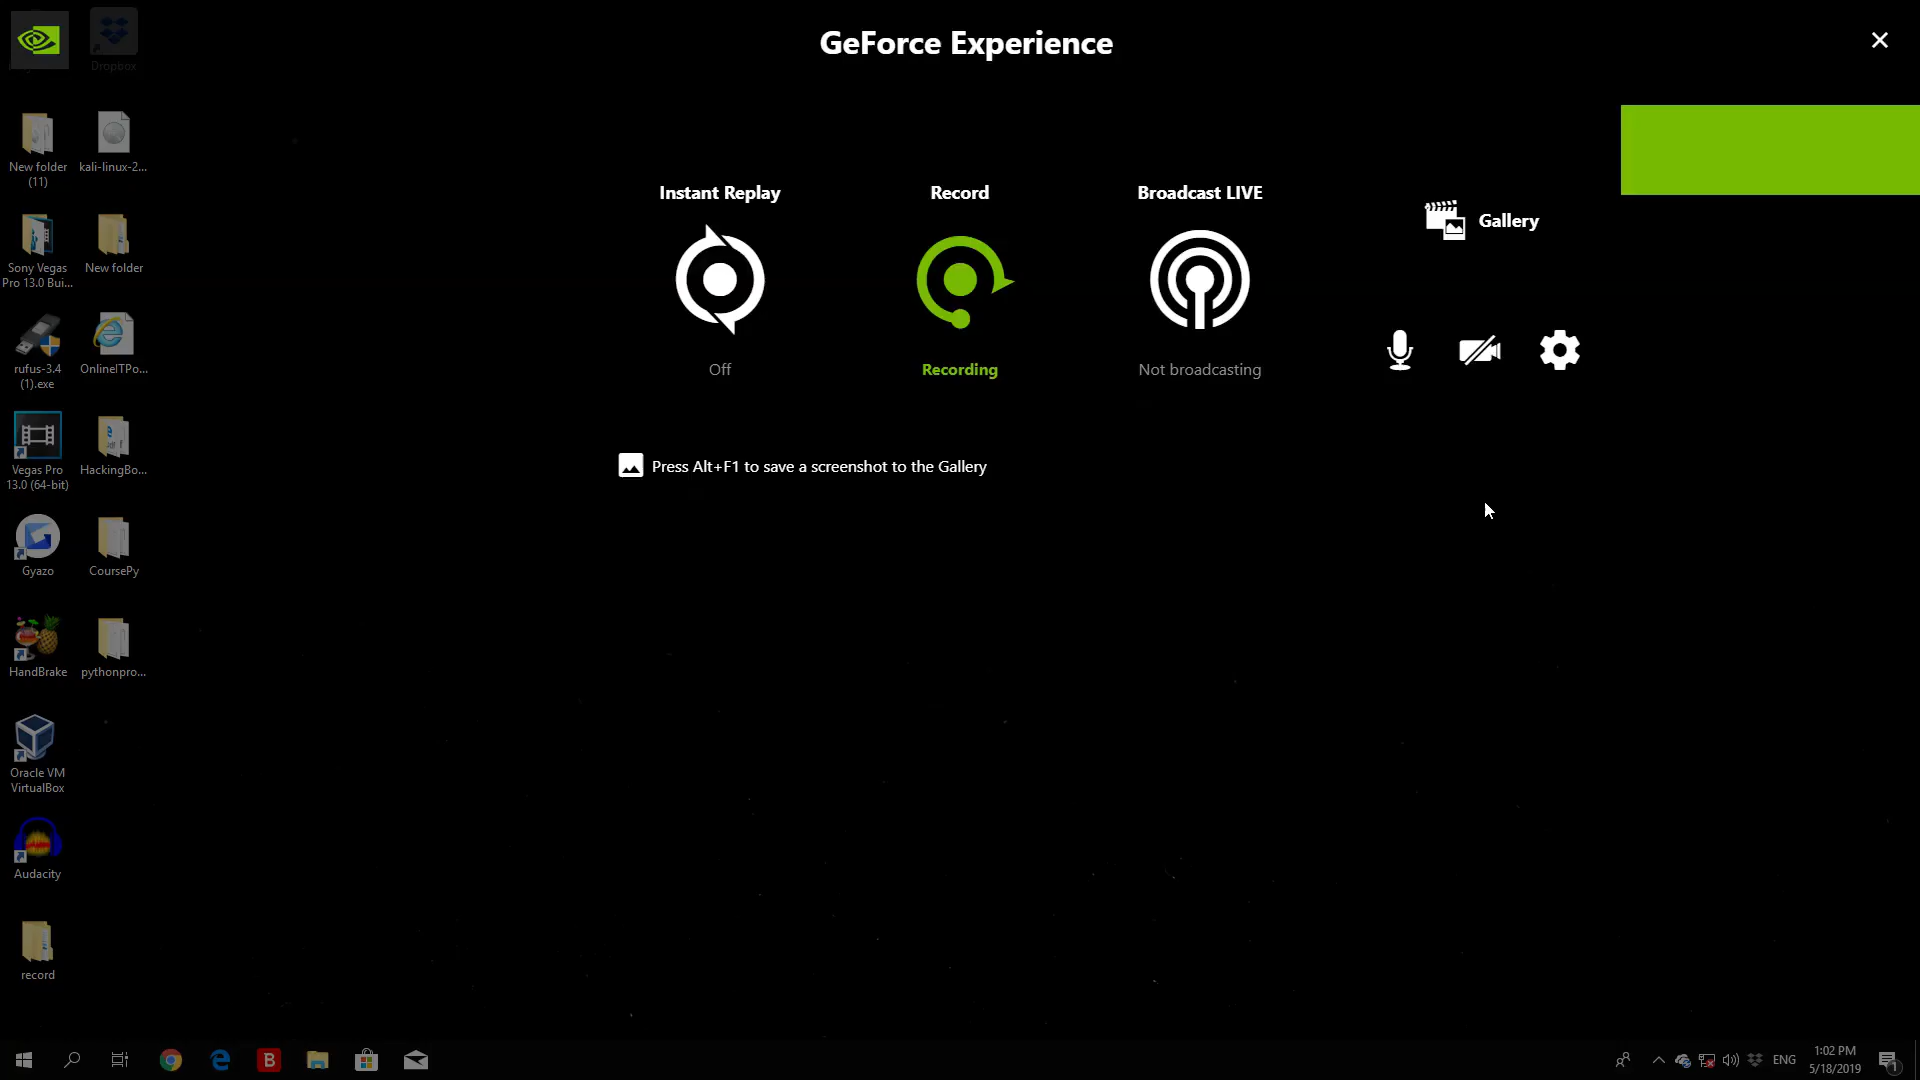 GeForce Experience
Dropbox
New folder
(11)
kali-linux-2...
Instant Replay
Record
Broadcast LIVE
Gallery
Sony Vegas
Pro 13.0 Bui...
New folder
rufus-3.4
(1).exe
OnlineITPo...
Off
Recording
Not broadcasting
Vegas Pro
13.0 (64-bit)
HackingBo...
Press Alt+F1 to save a screenshot to the Gallery
Gyazo
CoursePy
HandBrake
pythonpro...
Oracle VM
VirtualBox
Audacity
record
B
ENG
1:02 PM
5/18/2019
1